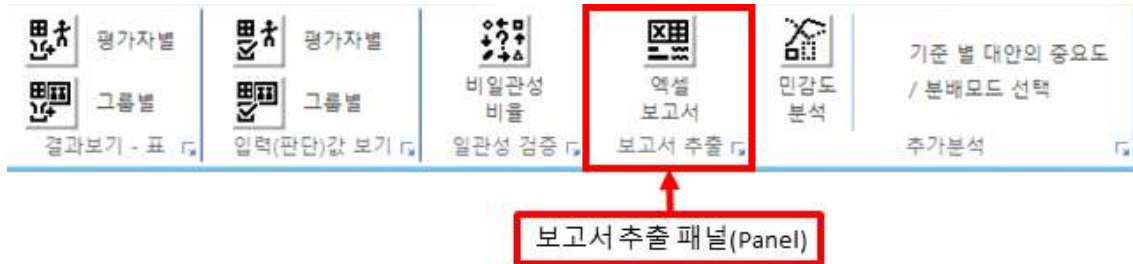 평가자별
그룹별
결과보기 - 표
평가자별
그룹별
입력(판단)값 보기
비일관성
비율
일관성 검증
엑셀
보고서
보고서 추출
민감도
분석
기준 별 대안의 중요도
/ 분배모드 선택
추가분석
보고서 추출 패널(Panel)